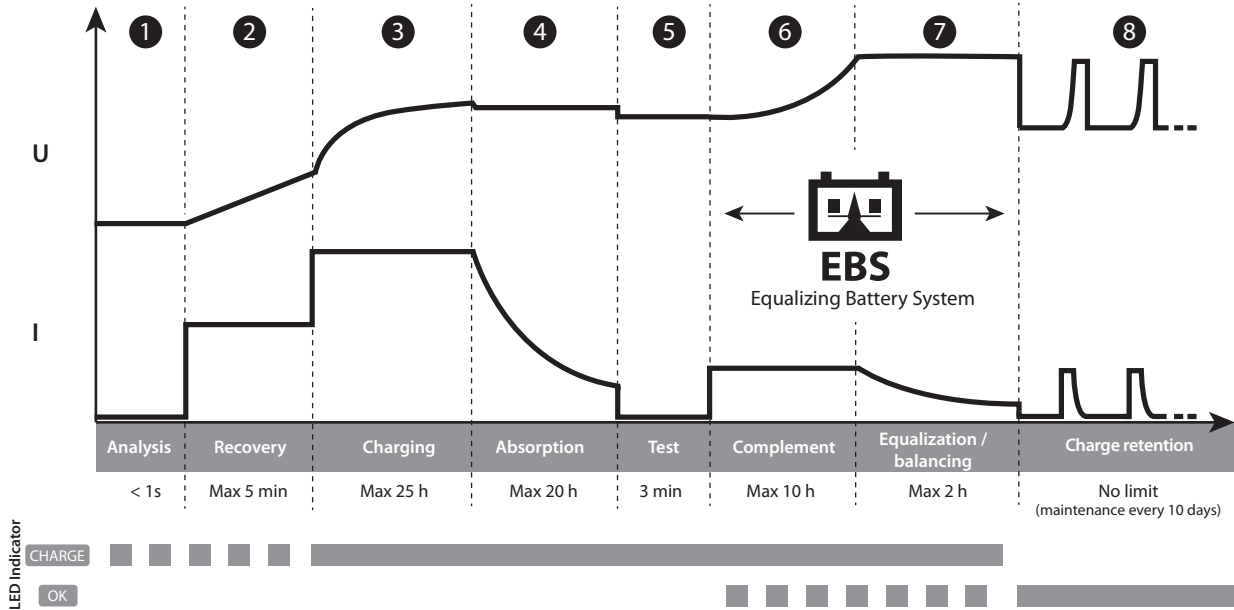 1 2 3 4 5 6 7 8
U
EBS
Equalizing Battery System
I
Analysis Recovery Charging Absorption Test Complement Equalization / balancing Charge retention
< 1s Max 5 min Max 25 h Max 20 h 3 min Max 10 h Max 2 h No limit
(maintenance every 10 days)
LED Indicator
CHARGE
OK